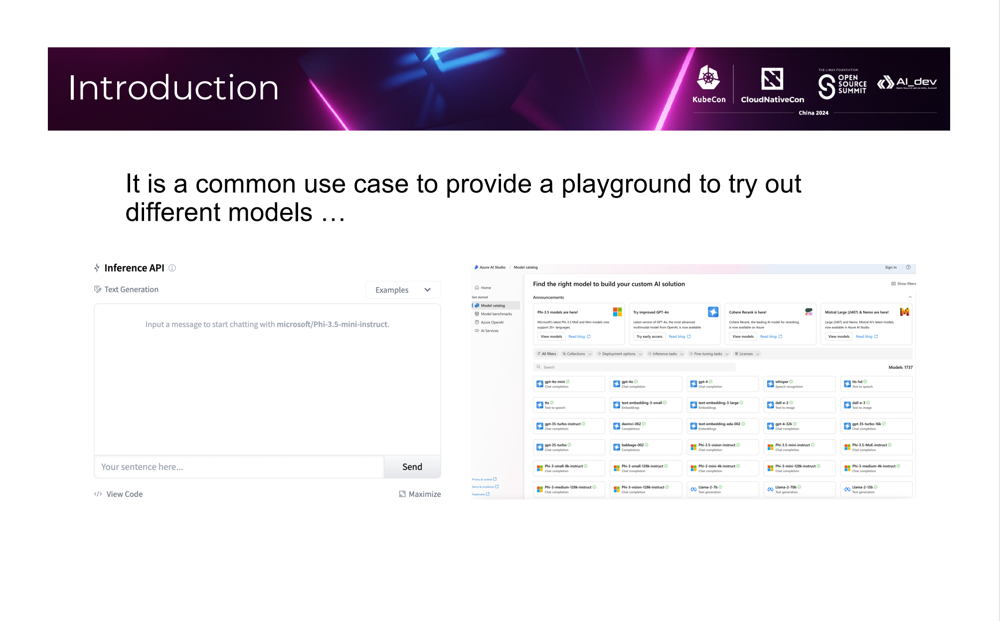 Introduction
KubeCon
CloudNativeCon
THE LINUX FOUNDATION
OPEN
SOURCE
SUMMIT
AI_dev
Open Source GenAI & ML Summit
China 2024
It is a common use case to provide a playground to try out
different models …
Inference API
Text Generation
Examples
Input a message to start chatting with microsoft/Phi-3.5-mini-instruct.
Your sentence here...
Send
</> View Code
Maximize
Azure AI Studio / Model catalog
Sign in
Home
Get started
Model catalog
Model benchmarks
Azure OpenAI
AI Services
Privacy & cookies
Terms & conditions
Trademarks
Find the right model to build your custom AI solution
Show filters
Announcements
Phi-3.5 models are here!
Microsoft's latest Phi-3.5 MoE and Mini models now
support 20+ languages.
View models Read blog
Try improved GPT-4o
Latest version of GPT-4o, the most advanced
multimodal model from OpenAI, is now available
Try early access Read blog
Cohere Rerank is here!
Cohere Rerank, the leading AI model for reranking,
is now available on Azure
View models Read blog
Mistral Large (2407) & Nemo are here!
Large (2407) and Nemo, Mistral AI's latest models,
now available in Azure AI Studio
View models Read blog
All filters Collections Deployment options Inference tasks Fine-tuning tasks Licenses
Search
Models 1737
gpt-4o-mini
Chat completion
gpt-4o
Chat completion
gpt-4
Chat completion
whisper
Speech recognition
tts-hd
Text to speech
tts
Text to speech
text-embedding-3-small
Embeddings
text-embedding-3-large
Embeddings
dall-e-2
Text to image
dall-e-3
Text to image
gpt-35-turbo-instruct
Chat completion
davinci-002
Completions
text-embedding-ada-002
Embeddings
gpt-4-32k
Chat completion
gpt-35-turbo-16k
Chat completion
gpt-35-turbo
Chat completion
babbage-002
Completions
Phi-3.5-vision-instruct
Chat completion
Phi-3.5-mini-instruct
Chat completion
Phi-3.5-MoE-instruct
Chat completion
Phi-3-small-8k-instruct
Chat completion
Phi-3-small-128k-instruct
Chat completion
Phi-3-mini-4k-instruct
Chat completion
Phi-3-mini-128k-instruct
Chat completion
Phi-3-medium-4k-instruct
Chat completion
Phi-3-medium-128k-instruct
Chat completion
Phi-3-vision-128k-instruct
Chat completion
Llama-2-7b
Text generation
Llama-2-70b
Text generation
Llama-2-13b
Text generation